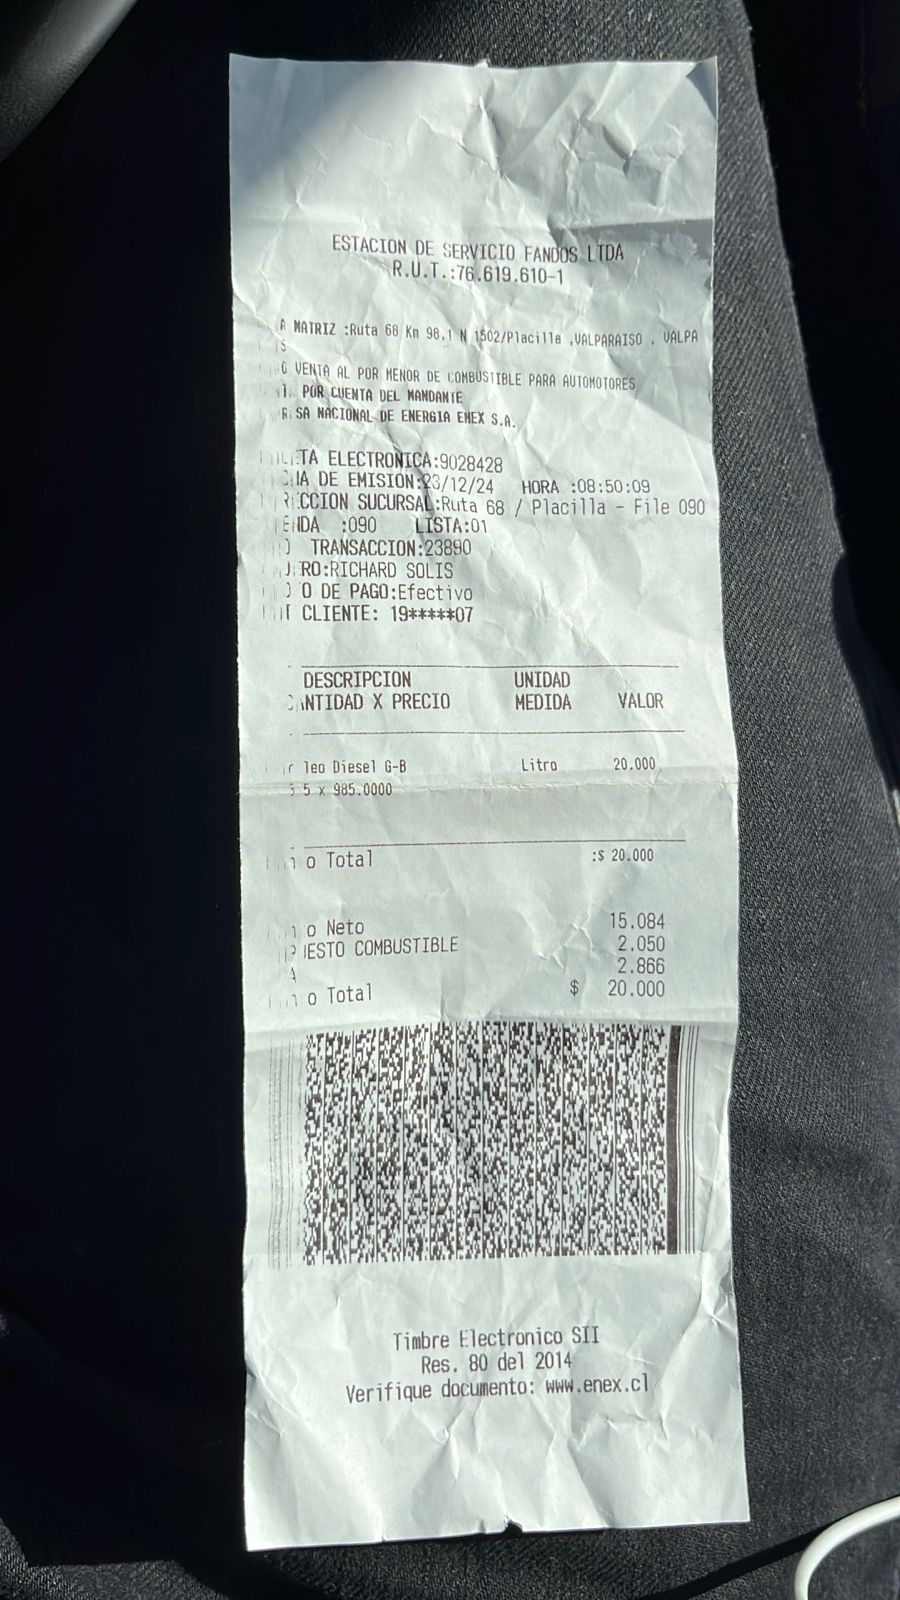 ESTACION DE SERVICIO FANDOS LTDA
R.U.T.:76.619.610-1
MATRIZ :Ruta 68 Km 98,1 N 1502/Placilla ,VALPARAISO , VALPA
S
VENTA AL POR MENOR DE COMBUSTIBLE PARA AUTOMOTORES
POR CUENTA DEL MANDANTE
SA NACIONAL DE ENERGIA ENEX S.A.
TA ELECTRONICA:9028428
HA DE EMISION:23/12/24 HORA :08:50:09
CCION SUCURSAL:Ruta 68 / Placilla - File 090
NDA :090 LISTA:01
TRANSACCION:23890
RO:RICHARD SOLIS
O DE PAGO:Efectivo
CLIENTE: 19*****07
DESCRIPCION UNIDAD
NTIDAD X PRECIO MEDIDA VALOR
leo Diesel G-B Litro 20.000
5 x 985.0000
o Total :$ 20.000
o Neto 15.084
ESTO COMBUSTIBLE 2.050
A 2.866
o Total $ 20.000
Timbre Electronico SII
Res. 80 del 2014
Verifique documento: www.enex.cl